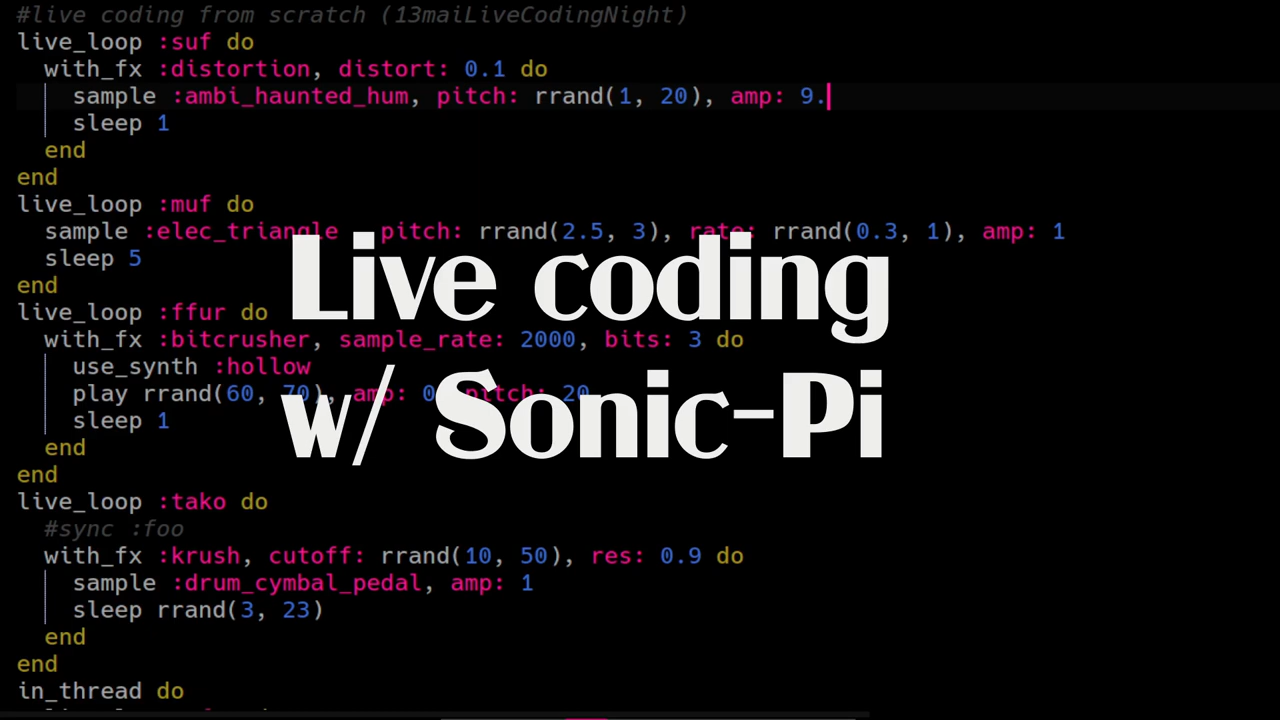 #live coding from scratch (13maiLiveCodingNight)
live_loop :suf do
with_fx :distortion, distort: 0.1 do
sample :ambi_haunted_hum, pitch: rrand(1, 20), amp: 9.
sleep 1
end
end
live_loop :muf do
sample :elec_triangle pitch: rrand(2.5, 3), rate: rrand(0.3, 1), amp: 1
sleep 5
end
live_loop :ffur do
with_fx :bitcrusher, sample_rate: 2000, bits: 3 do
use_synth :hollow
play rrand(60, 70), amp: 0 pitch: 20
sleep 1
end
end
live_loop :tako do
#sync :foo
with_fx :krush, cutoff: rrand(10, 50), res: 0.9 do
sample :drum_cymbal_pedal, amp: 1
sleep rrand(3, 23)
end
end
in_thread do
Live coding
w/ Sonic-Pi